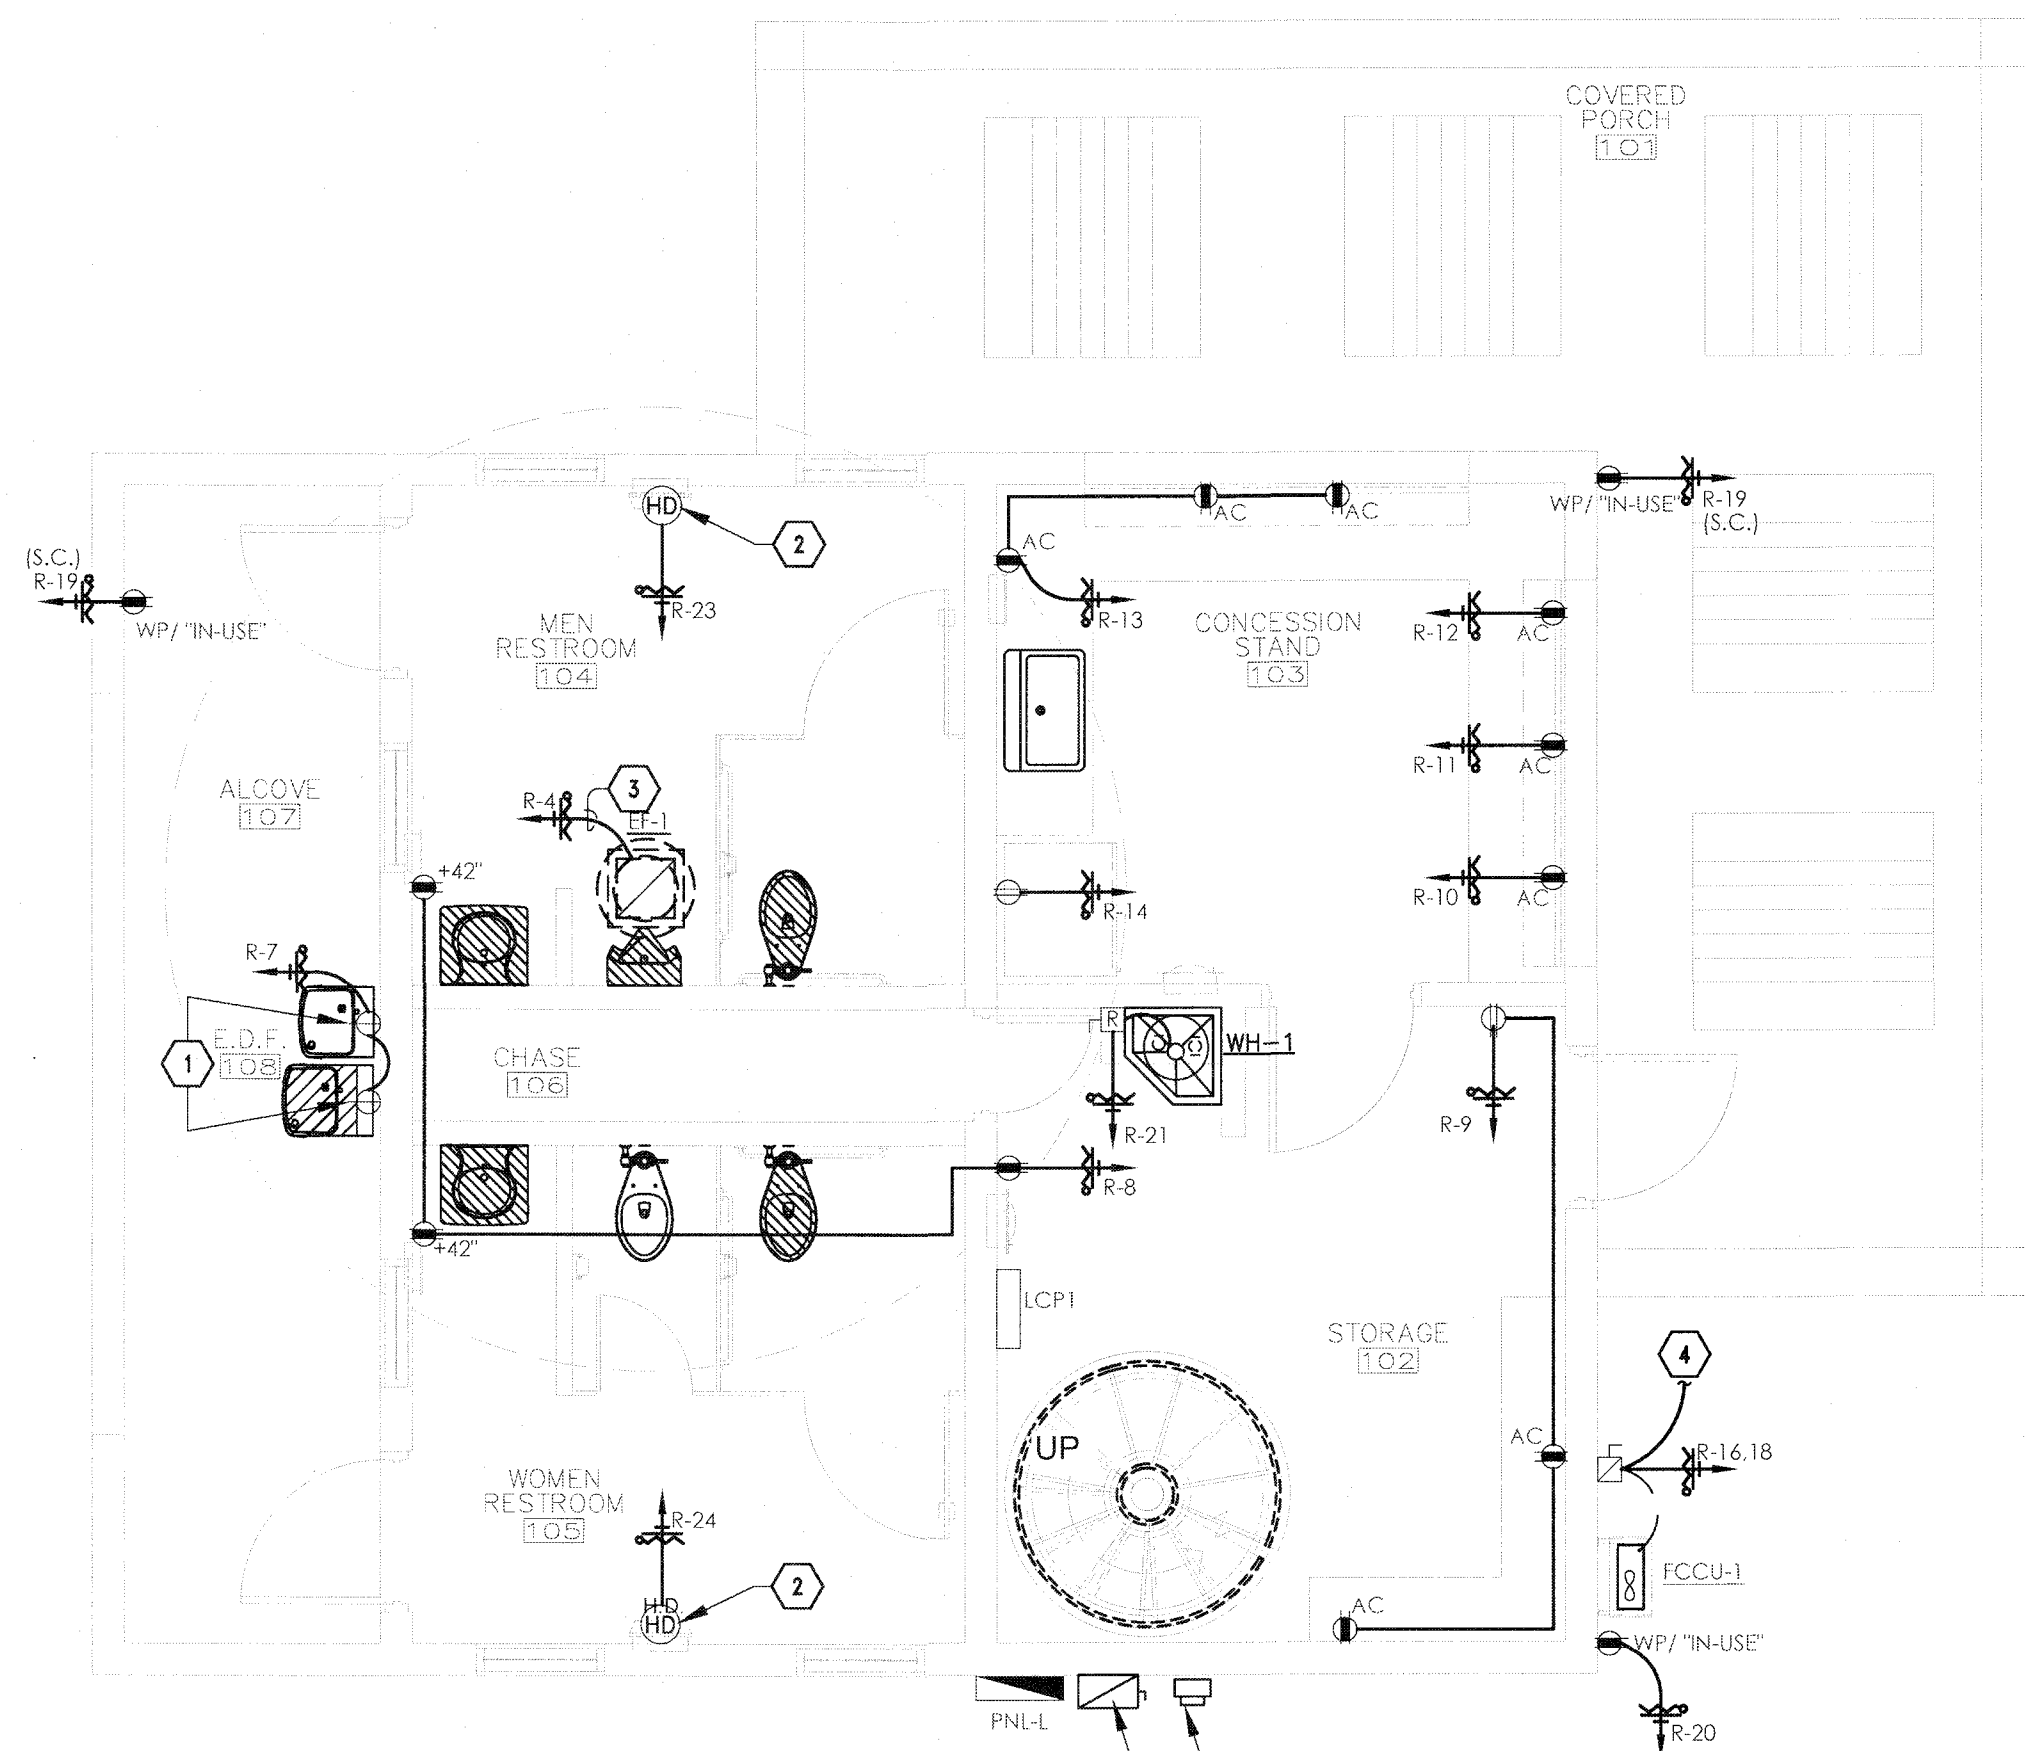 COVERED
PORCH
101
WP/ "IN-USE"
R-19
(S.C.)
HD
2
AC
AC
AC
(S.C.)
R-19
WP/ "IN-USE"
R-23
R-13
MEN
RESTROOM
104
CONCESSION
STAND
103
R-12
AC
R-11
AC
ALCOVE
107
R-4
3
EF-1
+42"
R-14
R-10
AC
R-7
E.D.F.
108
1
CHASE
106
R
WH-1
R-21
R-9
R-8
+42"
LCP1
STORAGE
102
4
UP
AC
R-16,18
WOMEN
RESTROOM
105
R-24
2
H.D
HD
FCCU-1
AC
WP/ "IN-USE"
PNL-L
R-20